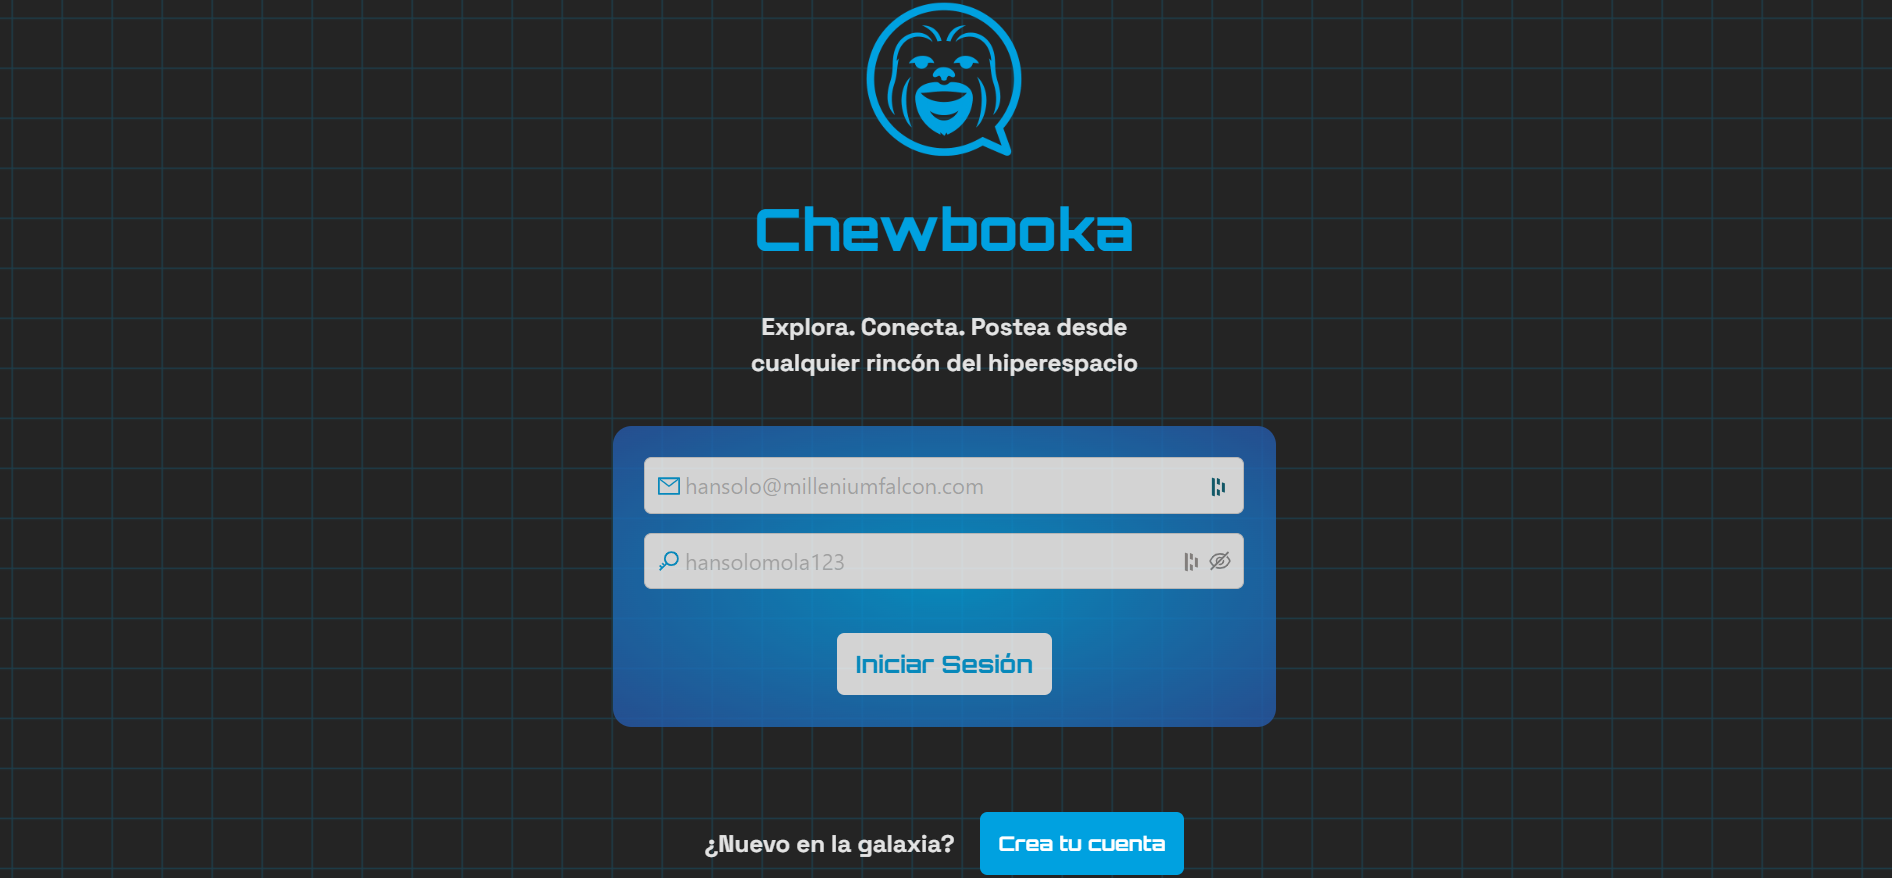 Chewbooka
Explora. Conecta. Postea desde
cualquier rincón del hiperespacio
hansolo@milleniumfalcon.com
hansolomola123
Iniciar Sesión
¿Nuevo en la galaxia?
Crea tu cuenta